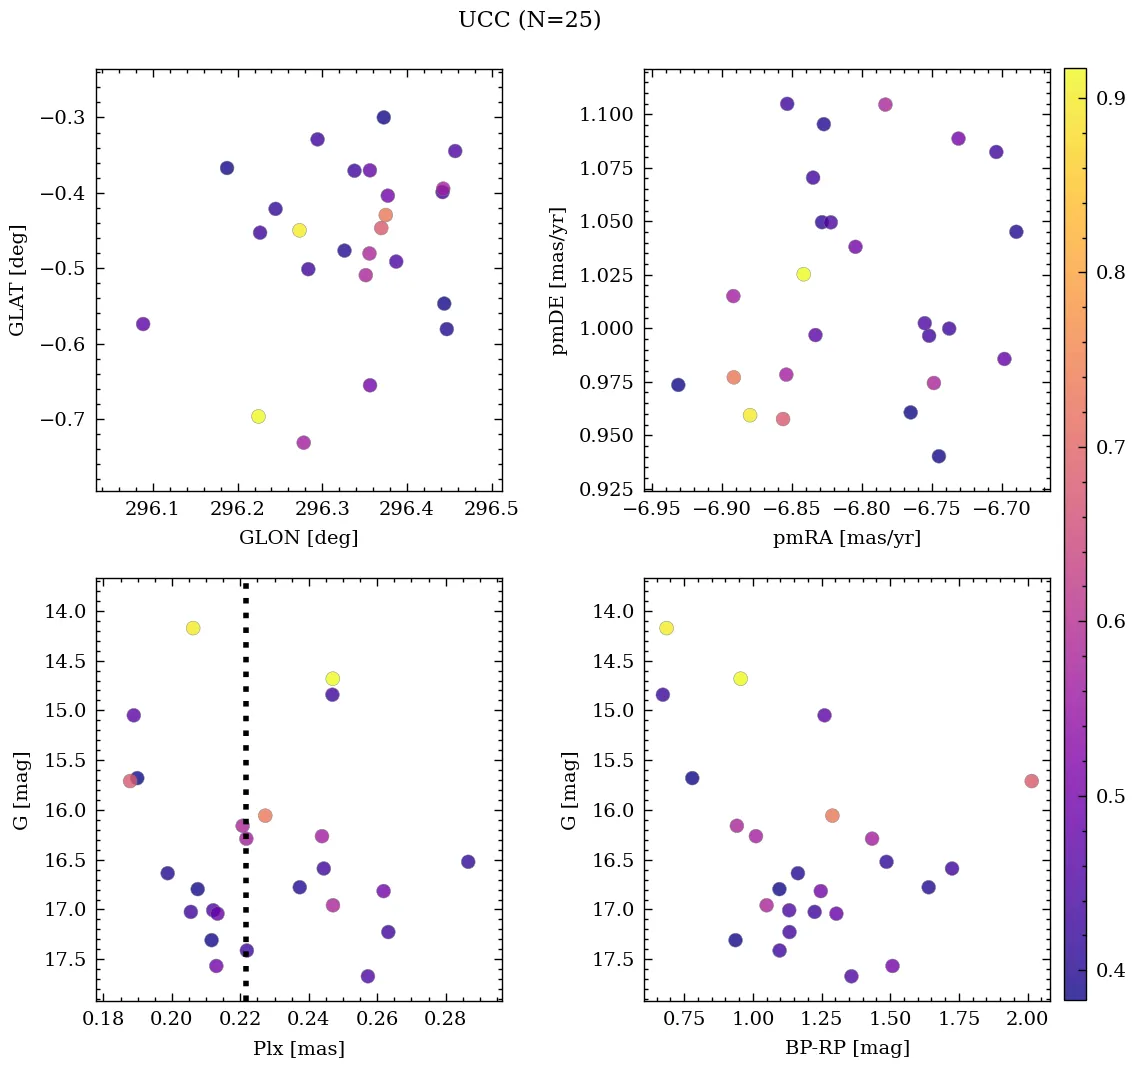 UCC (N=25)
−0.3
−0.4
−0.5
−0.6
−0.7
GLAT [deg]
296.1 296.2 296.3 296.4 296.5
GLON [deg]
1.100
1.075
1.050
1.025
1.000
0.975
0.950
0.925
pmDE [mas/yr]
−6.95 −6.90 −6.85 −6.80 −6.75 −6.70
pmRA [mas/yr]
14.0
14.5
15.0
15.5
16.0
16.5
17.0
17.5
G [mag]
0.18 0.20 0.22 0.24 0.26 0.28
Plx [mas]
14.0
14.5
15.0
15.5
16.0
16.5
17.0
17.5
G [mag]
0.75 1.00 1.25 1.50 1.75 2.00
BP-RP [mag]
0.9
0.8
0.7
0.6
0.5
0.4